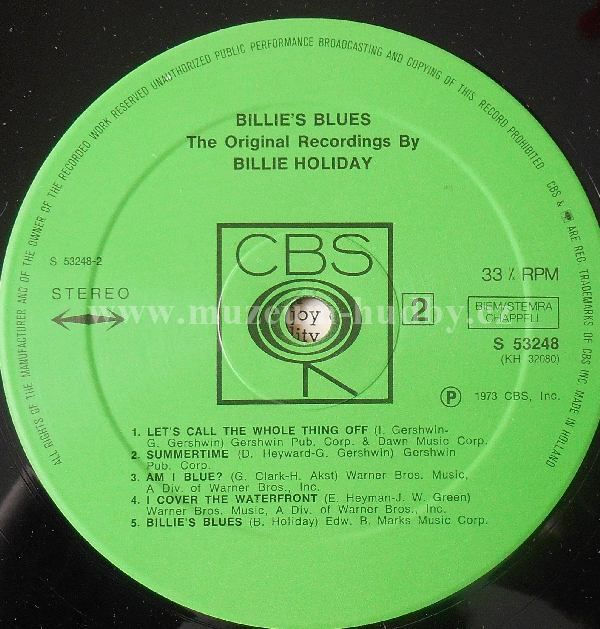 ALL RIGHTS OF THE MANUFACTURER AND OF THE OWNER OF THE RECORDED WORK RESERVED UNAUTHORIZED PUBLIC PERFORMANCE BROADCASTING AND COPYING OF THIS RECORD PROHIBITED CBS & ARE REG TRADEMARKS OF CBS INC MADE IN HOLLAND
BILLIE'S BLUES
The Original Recordings By
BILLIE HOLIDAY
S 53248-2
STEREO
CBS
33⅓ RPM
2
BIEM/STEMRA
CHAPPELL
S 53248
(KH 32080)
joy
P 1973 CBS, Inc.
1. LET'S CALL THE WHOLE THING OFF (I. Gershwin-
G. Gershwin) Gershwin Pub. Corp. & Dawn Music Corp.
2. SUMMERTIME (D. Heyward-G. Gershwin) Gershwin
Pub. Corp.
3. AM I BLUE? (G. Clark-H. Akst) Warner Bros. Music,
A Div. of Warner Bros., Inc.
4. I COVER THE WATERFRONT (E. Heyman-J. W. Green)
Warner Bros. Music, A Div. of Warner Bros., Inc.
5. BILLIE'S BLUES (B. Holiday) Edw. B. Marks Music Corp.